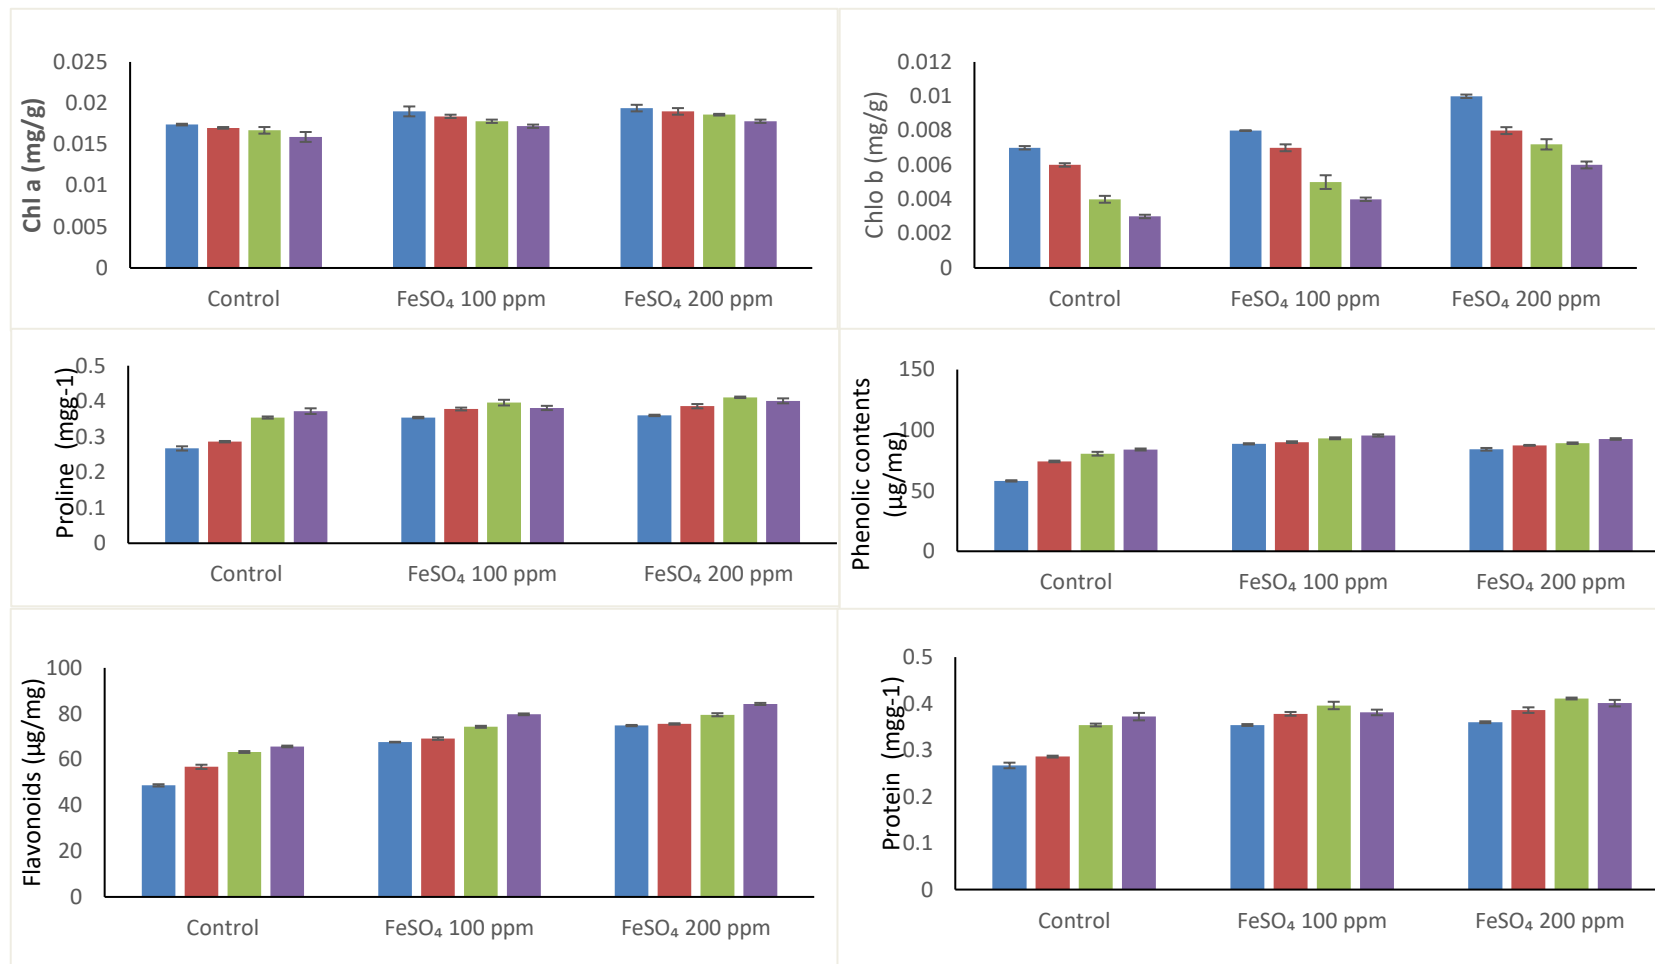 Chl a (mg/g)
0.025
0.02
0.015
0.01
0.005
0
Control
FeSO₄ 100 ppm
FeSO₄ 200 ppm
Chlo b (mg/g)
0.012
0.01
0.008
0.006
0.004
0.002
0
Control
FeSO₄ 100 ppm
FeSO₄ 200 ppm
Proline (mgg-1)
0.5
0.4
0.3
0.2
0.1
0
Control
FeSO₄ 100 ppm
FeSO₄ 200 ppm
Phenolic contents
(µg/mg)
150
100
50
0
Control
FeSO₄ 100 ppm
FeSO₄ 200 ppm
Flavonoids (µg/mg)
100
80
60
40
20
0
Control
FeSO₄ 100 ppm
FeSO₄ 200 ppm
Protein (mgg-1)
0.5
0.4
0.3
0.2
0.1
0
Control
FeSO₄ 100 ppm
FeSO₄ 200 ppm